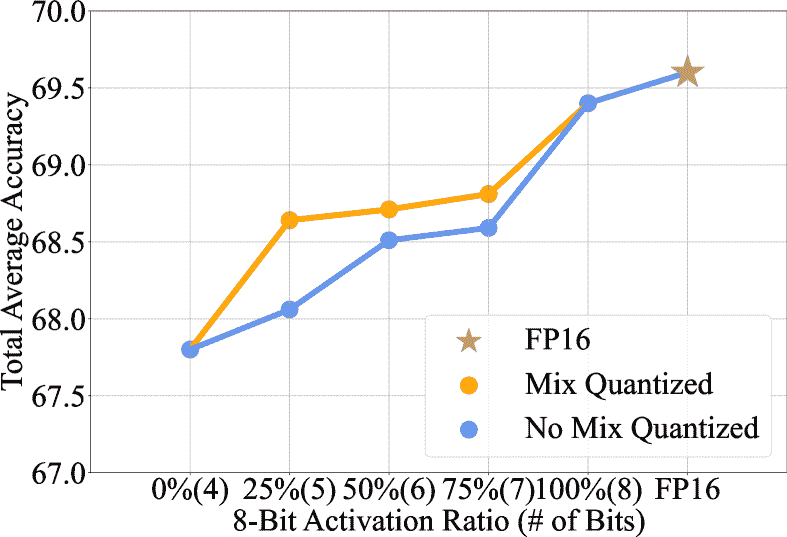 70.0
69.5
69.0
68.5
68.0
67.5
67.0
Total Average Accuracy
FP16
Mix Quantized
No Mix Quantized
0%(4) 25%(5) 50%(6) 75%(7) 100%(8) FP16
8-Bit Activation Ratio (# of Bits)